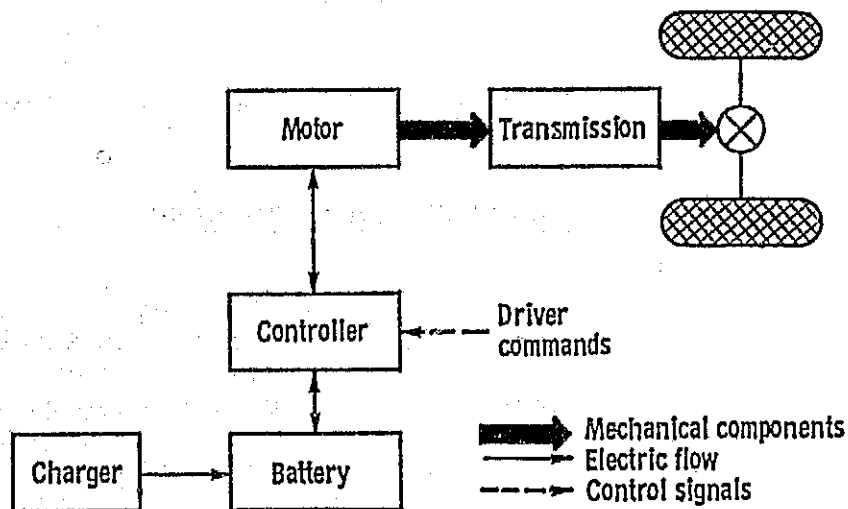 Motor
Transmission
Controller
Driver
commands
Charger
Battery
Mechanical components
Electric flow
Control signals